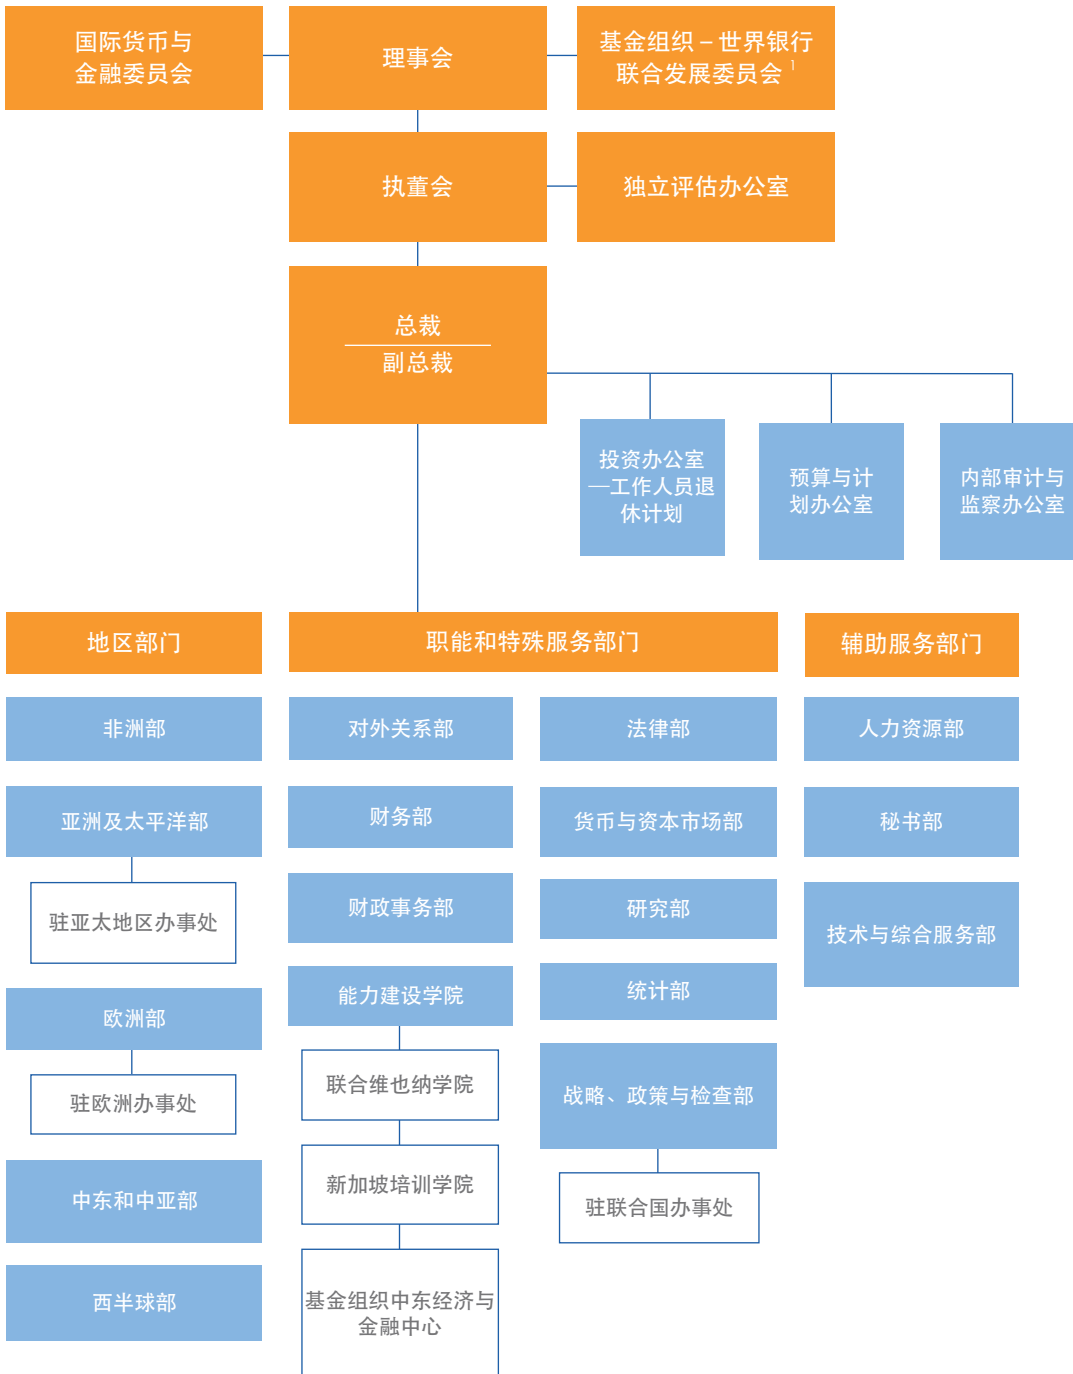 国际货币与
金融委员会
理事会
基金组织－世界银行
联合发展委员会 1
执董会
独立评估办公室
总裁
副总裁
投资办公室
—工作人员退
休计划
预算与计
划办公室
内部审计与
监察办公室
地区部门
职能和特殊服务部门
辅助服务部门
非洲部
亚洲及太平洋部
驻亚太地区办事处
欧洲部
驻欧洲办事处
中东和中亚部
西半球部
对外关系部
财务部
财政事务部
能力建设学院
联合维也纳学院
新加坡培训学院
基金组织中东经济与
金融中心
法律部
货币与资本市场部
研究部
统计部
战略、政策与检查部
驻联合国办事处
人力资源部
秘书部
技术与综合服务部